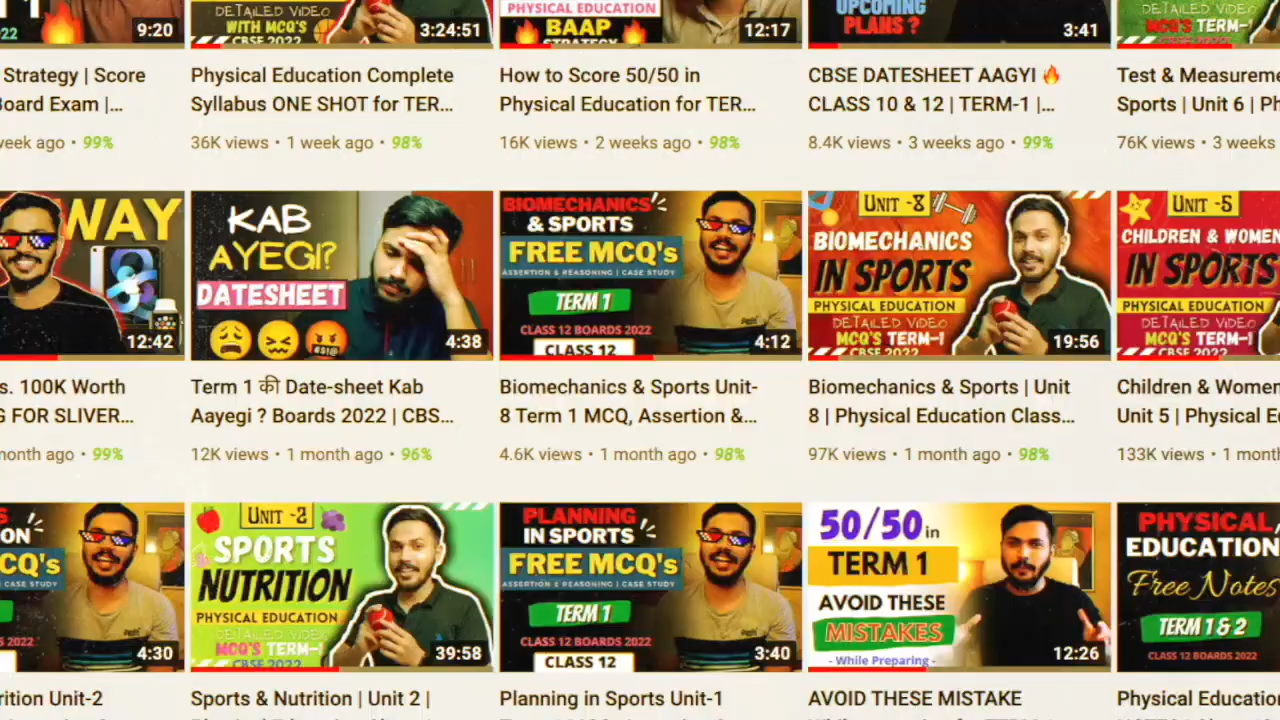 9:20
DETAILED VIDEO
WITH MCQ's
CBSE 2022
3:24:51
PHYSICAL EDUCATION
BAAP
STRATEGY
12:17
UPCOMING
PLANS ?
3:41
DETAILED VIDEO
MCQ'S TERM-1
Strategy | Score
Board Exam |...
week ago • 99%
Physical Education Complete
Syllabus ONE SHOT for TER...
36K views • 1 week ago • 98%
How to Score 50/50 in
Physical Education for TER...
16K views • 2 weeks ago • 98%
CBSE DATESHEET AAGYI 🔥
CLASS 10 & 12 | TERM-1 |...
8.4K views • 3 weeks ago • 99%
Test & Measureme
Sports | Unit 6 | Ph
76K views • 3 weeks
WAY
12:42
KAB
AYEGI?
DATESHEET
4:38
BIOMECHANICS
& SPORTS
FREE MCQ's
ASSERTION & REASONING | CASE STUDY
TERM 1
CLASS 12 BOARDS 2022
CLASS 12
4:12
UNIT -8
BIOMECHANICS
IN SPORTS
PHYSICAL EDUCATION
DETAILED VIDEO
MCQ'S TERM-1
CBSE 2022
19:56
UNIT -5
CHILDREN & WOMEN
IN SPORTS
PHYSICAL EDUCATION
DETAILED VIDEO
MCQ'S TERM-1
CBSE 2022
s. 100K Worth
G FOR SLIVER...
month ago • 99%
Term 1 की Date-sheet Kab
Aayegi ? Boards 2022 | CBS...
12K views • 1 month ago • 96%
Biomechanics & Sports Unit-
8 Term 1 MCQ, Assertion &...
4.6K views • 1 month ago • 98%
Biomechanics & Sports | Unit
8 | Physical Education Class...
97K views • 1 month ago • 98%
Children & Women
Unit 5 | Physical E
133K views • 1 mont
ON
CQ's
CASE STUDY
4:30
UNIT -2
SPORTS
NUTRITION
PHYSICAL EDUCATION
DETAILED VIDEO
MCQ'S TERM-1
CBSE 2022
39:58
PLANNING
IN SPORTS
FREE MCQ's
ASSERTION & REASONING | CASE STUDY
TERM 1
CLASS 12 BOARDS 2022
CLASS 12
3:40
50/50 in
TERM 1
AVOID THESE
MISTAKES
- While Preparing -
12:26
PHYSICAL
EDUCATION
Free Notes
TERM 1 & 2
CLASS 12 BOARDS 2022
rition Unit-2
Sports & Nutrition | Unit 2 |
Planning in Sports Unit-1
AVOID THESE MISTAKE
Physical Educatio